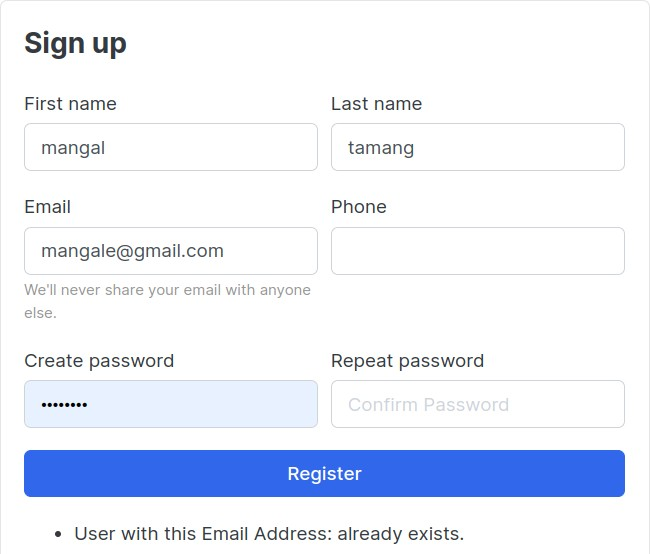 Sign up
First name
Last name
mangal
tamang
Email
Phone
mangale@gmail.com
We'll never share your email with anyone
else.
Create password
Repeat password
••••••••
Confirm Password
Register
• User with this Email Address: already exists.